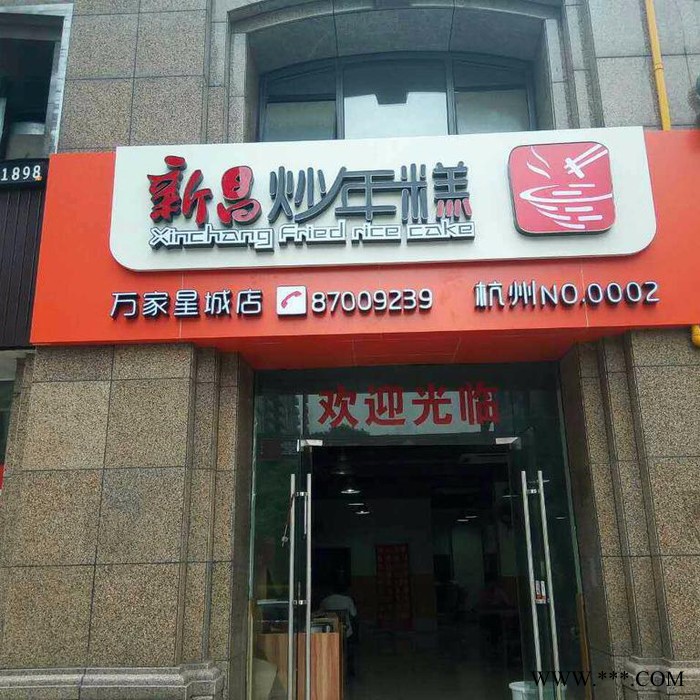 1898
新昌炒年糕
Xinchang Fried rice cake
万家星城店 87009239 杭州NO.0002
欢迎光临
WWW.***.COM